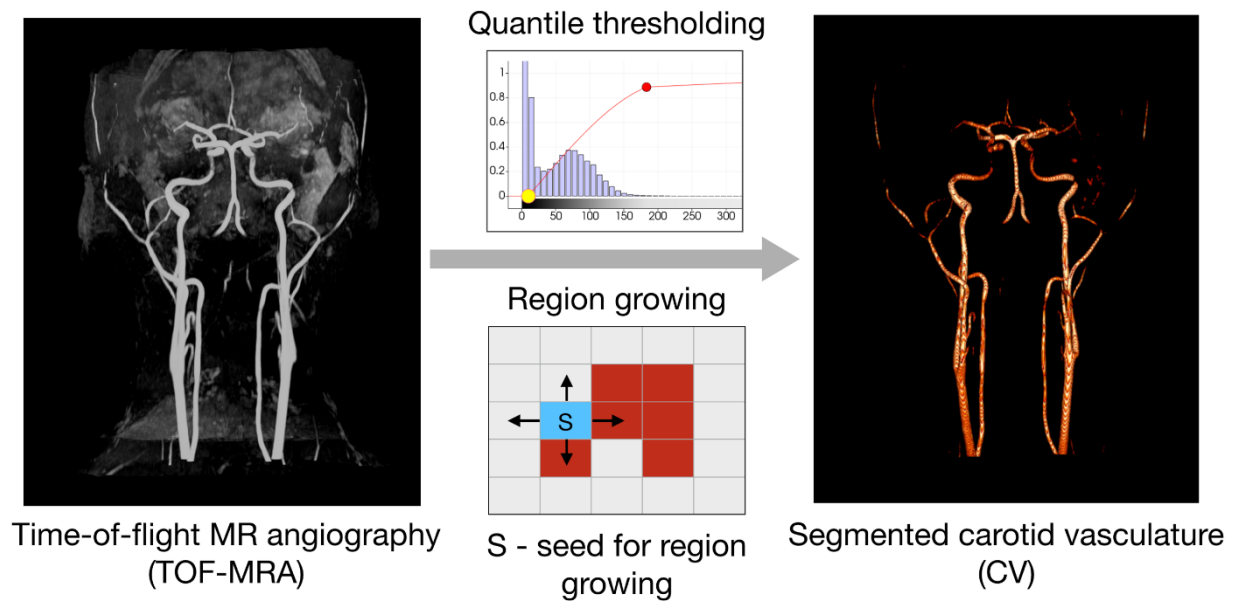 Quantile thresholding
1
0.8
0.6
0.4
0.2
0
0 50 100 150 200 250 300
Region growing
S
Time-of-flight MR angiography
(TOF-MRA)
S - seed for region
growing
Segmented carotid vasculature
(CV)